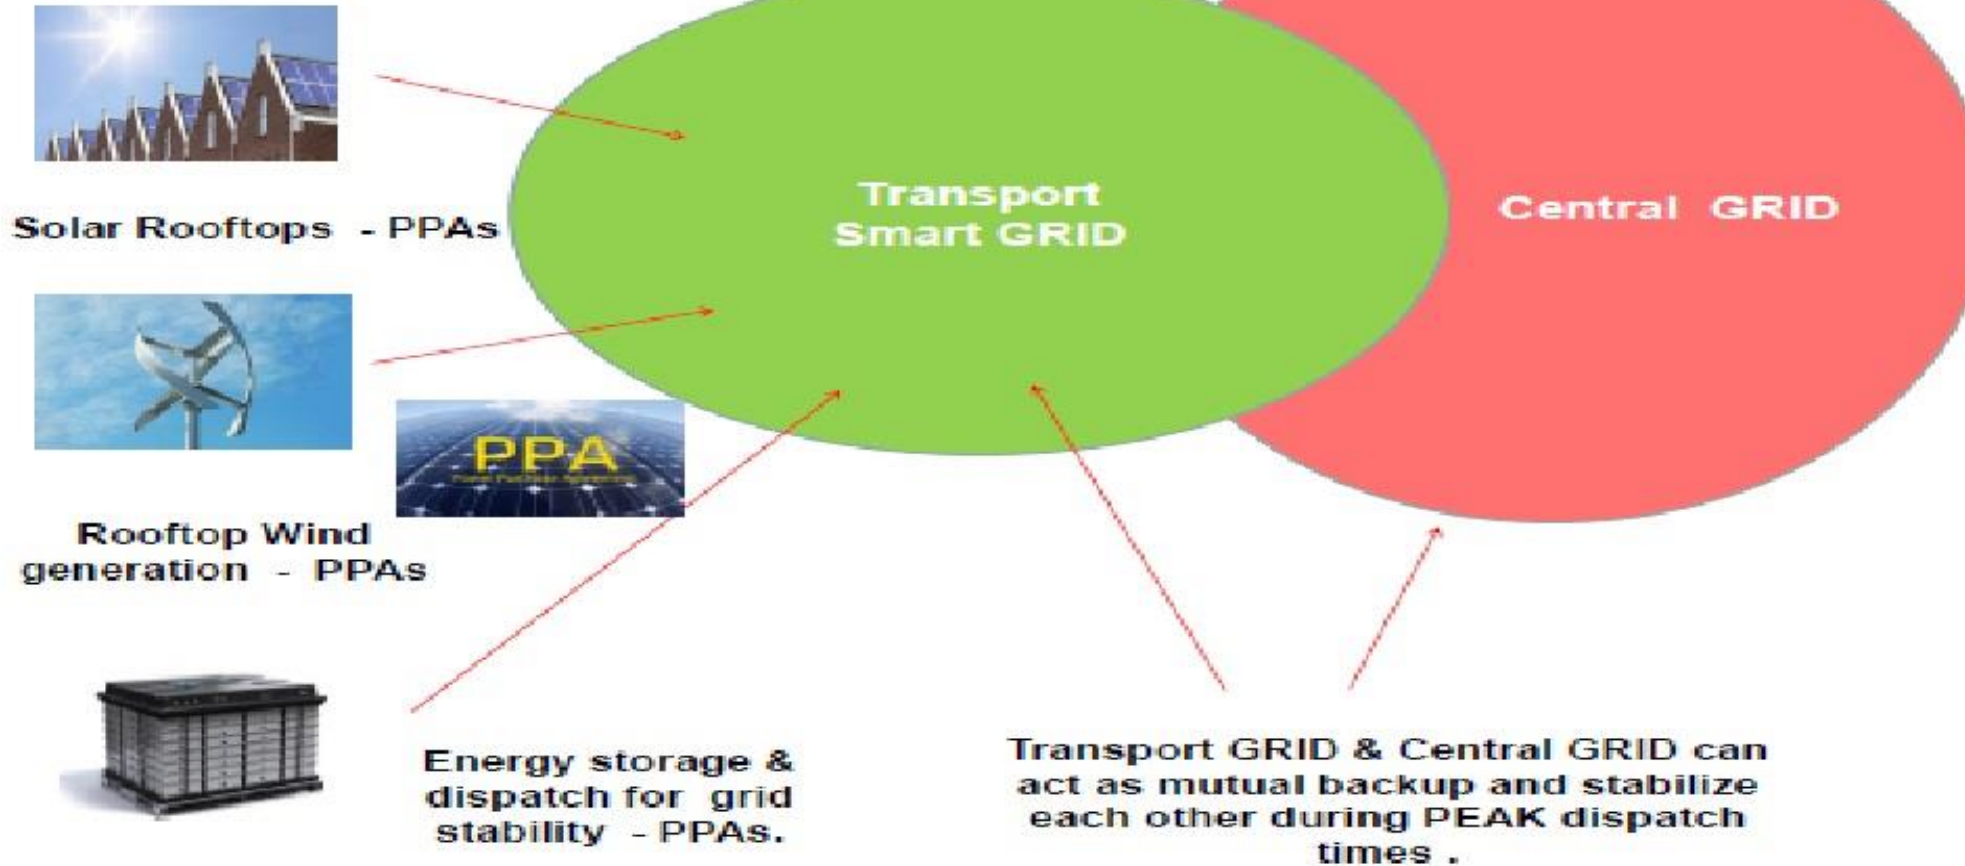 Transport
Smart GRID
Central GRID
Solar Rooftops - PPAs
PPA
Rooftop Wind
generation - PPAs
Energy storage &
dispatch for grid
stability - PPAs.
Transport GRID & Central GRID can
act as mutual backup and stabilize
each other during PEAK dispatch
times .